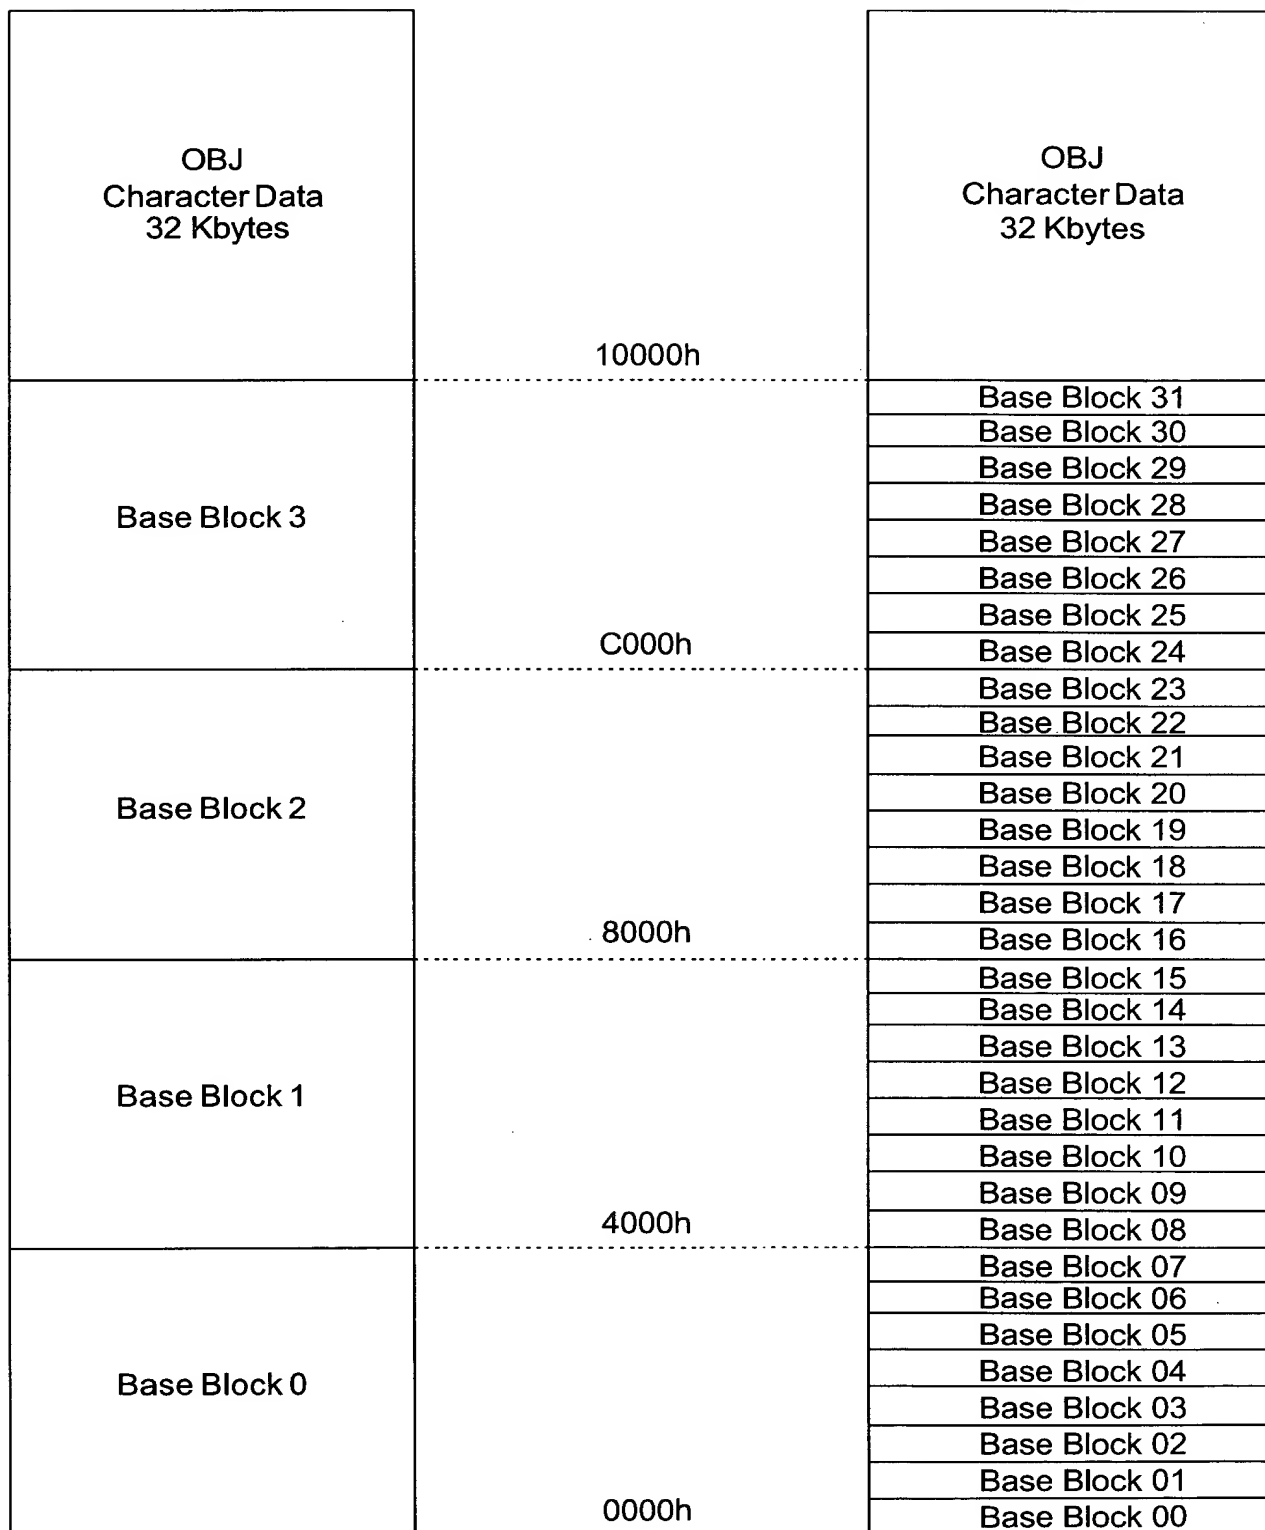 OBJ
Character Data
32 Kbytes
Base Block 3
Base Block 2
Base Block 1
Base Block 0
10000h
C000h
8000h
4000h
0000h
OBJ
Character Data
32 Kbytes
Base Block 31
Base Block 30
Base Block 29
Base Block 28
Base Block 27
Base Block 26
Base Block 25
Base Block 24
Base Block 23
Base Block 22
Base Block 21
Base Block 20
Base Block 19
Base Block 18
Base Block 17
Base Block 16
Base Block 15
Base Block 14
Base Block 13
Base Block 12
Base Block 11
Base Block 10
Base Block 09
Base Block 08
Base Block 07
Base Block 06
Base Block 05
Base Block 04
Base Block 03
Base Block 02
Base Block 01
Base Block 00